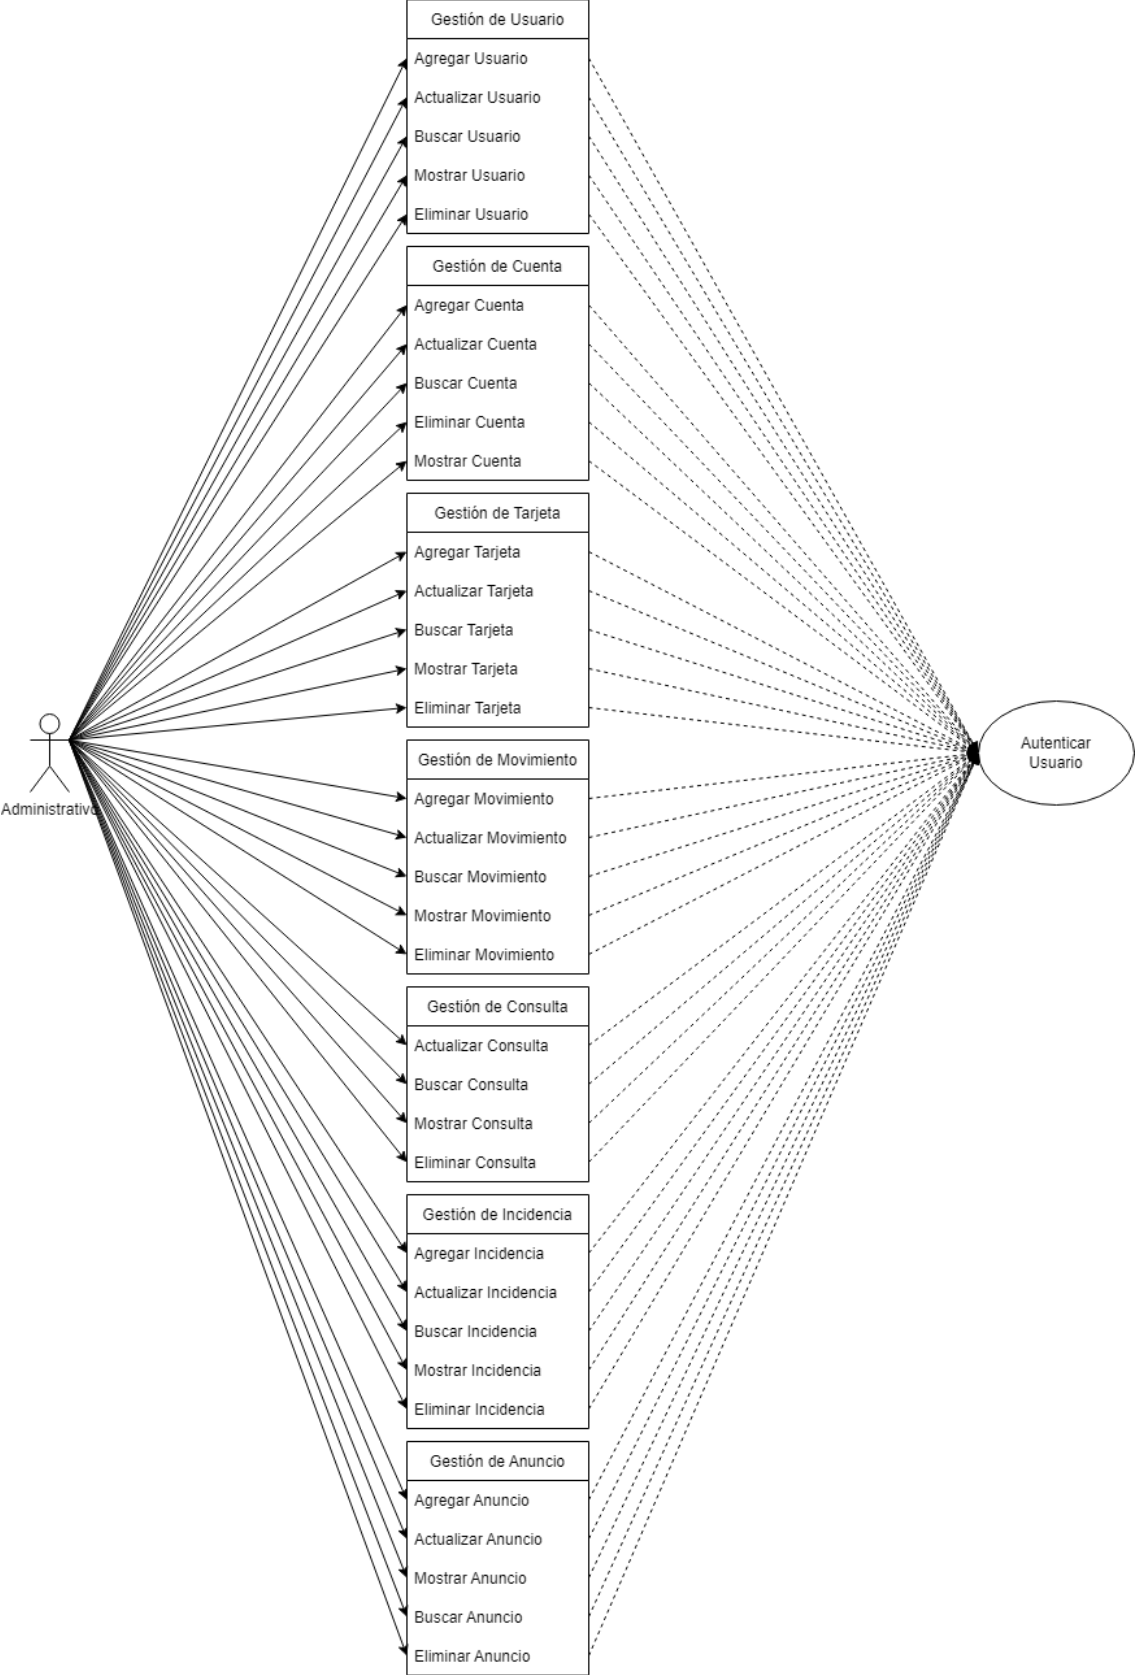 Gestión de Usuario
Agregar Usuario
Actualizar Usuario
Buscar Usuario
Mostrar Usuario
Eliminar Usuario
Gestión de Cuenta
Agregar Cuenta
Actualizar Cuenta
Buscar Cuenta
Eliminar Cuenta
Mostrar Cuenta
Gestión de Tarjeta
Agregar Tarjeta
Actualizar Tarjeta
Buscar Tarjeta
Mostrar Tarjeta
Eliminar Tarjeta
Administrativo
Gestión de Movimiento
Agregar Movimiento
Actualizar Movimiento
Buscar Movimiento
Mostrar Movimiento
Eliminar Movimiento
Gestión de Consulta
Actualizar Consulta
Buscar Consulta
Mostrar Consulta
Eliminar Consulta
Gestión de Incidencia
Agregar Incidencia
Actualizar Incidencia
Buscar Incidencia
Mostrar Incidencia
Eliminar Incidencia
Gestión de Anuncio
Agregar Anuncio
Actualizar Anuncio
Mostrar Anuncio
Buscar Anuncio
Eliminar Anuncio
Autenticar
Usuario